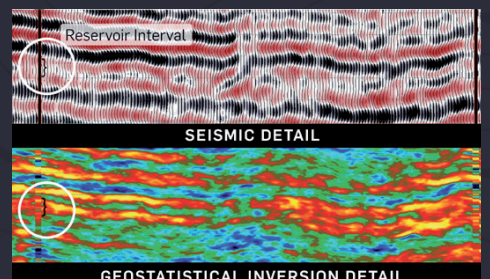 Reservoir Interval
SEISMIC DETAIL
GEOSTATISTICAL INVERSION DETAIL